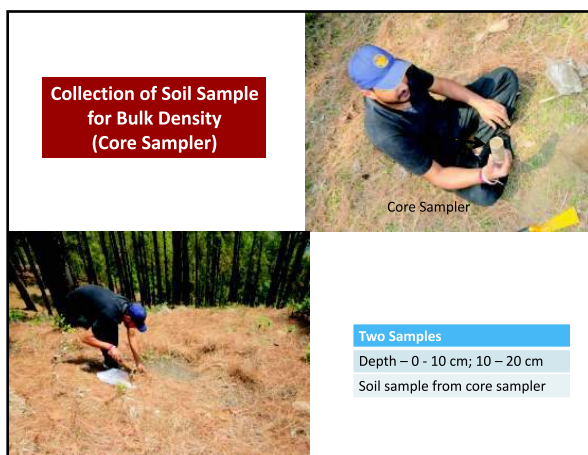 Collection of Soil Sample
for Bulk Density
(Core Sampler)
Core Sampler
Two Samples
Depth – 0 - 10 cm; 10 – 20 cm
Soil sample from core sampler